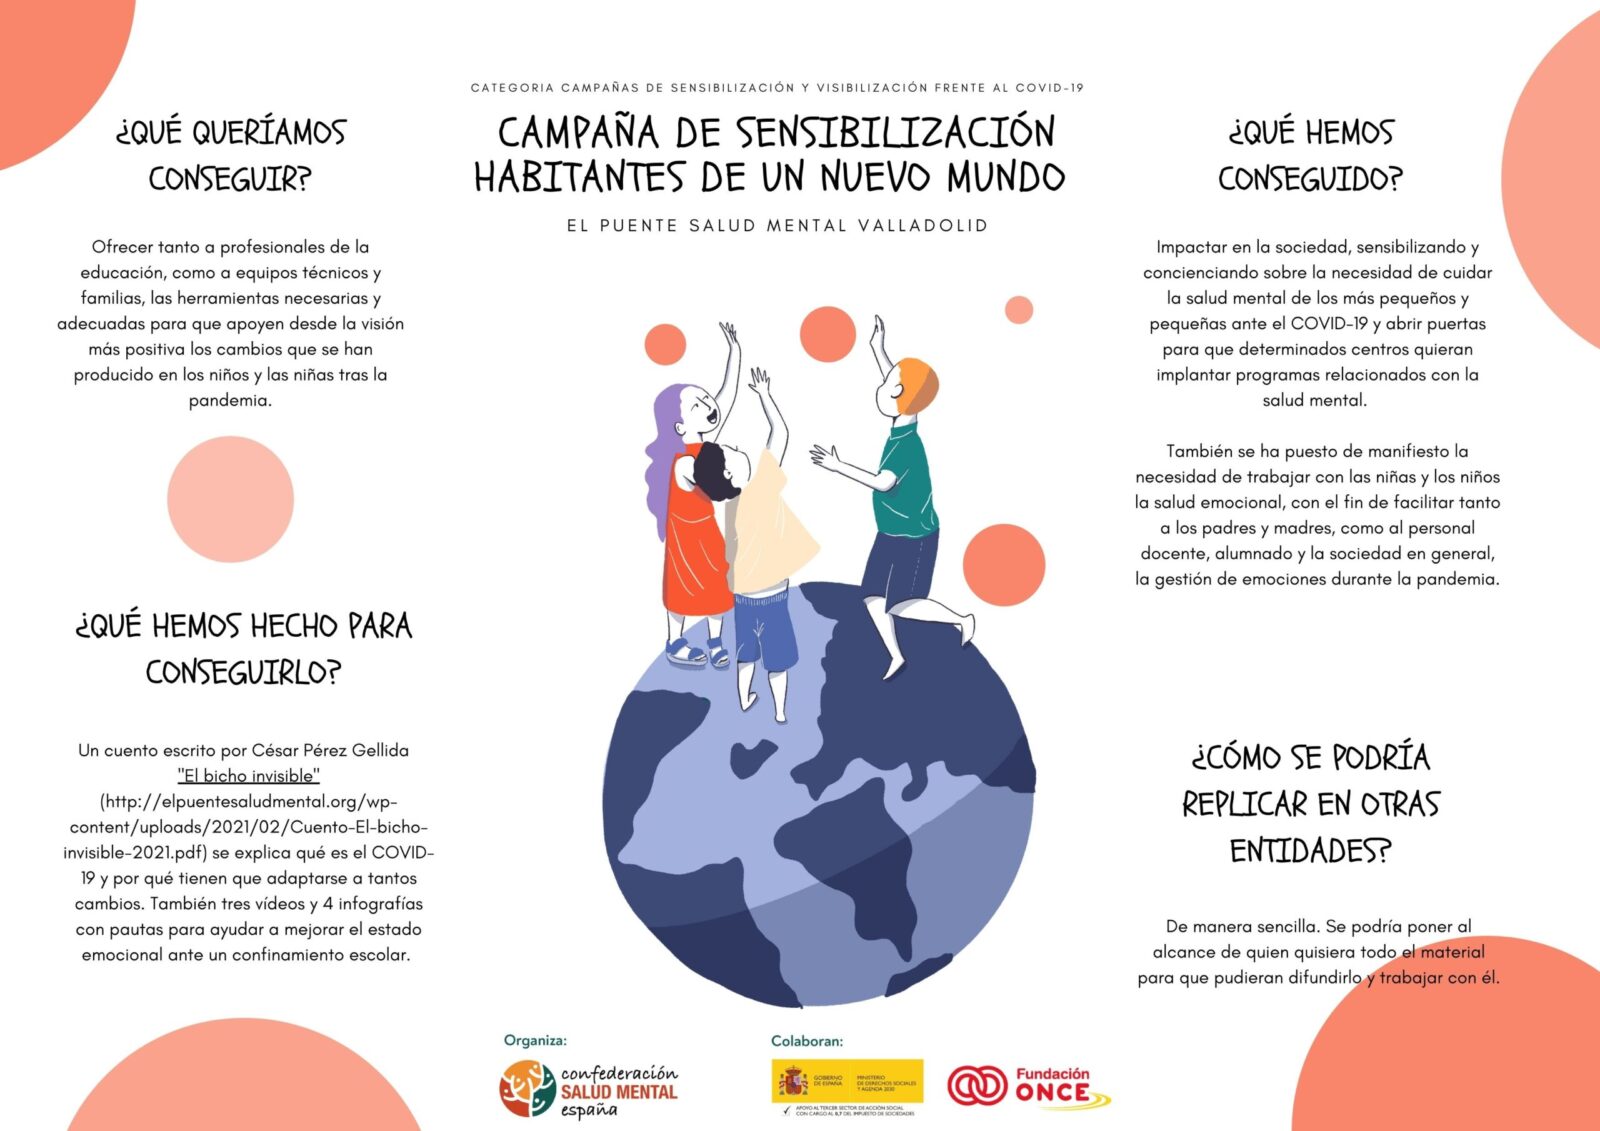 CATEGORIA CAMPAÑAS DE SENSIBILIZACIÓN Y VISIBILIZACIÓN FRENTE AL COVID-19
CAMPAÑA DE SENSIBILIZACIÓN
HABITANTES DE UN NUEVO MUNDO
EL PUENTE SALUD MENTAL VALLADOLID
¿QUÉ QUERÍAMOS
CONSEGUIR?
Ofrecer tanto a profesionales de la
educación, como a equipos técnicos y
familias, las herramientas necesarias y
adecuadas para que apoyen desde la visión
más positiva los cambios que se han
producido en los niños y las niñas tras la
pandemia.
¿QUÉ HEMOS HECHO PARA
CONSEGUIRLO?
Un cuento escrito por César Pérez Gellida
"El bicho invisible"
(http://elpuentesaludmental.org/wp-
content/uploads/2021/02/Cuento-El-bicho-
invisible-2021.pdf) se explica qué es el COVID-
19 y por qué tienen que adaptarse a tantos
cambios. También tres vídeos y 4 infografías
con pautas para ayudar a mejorar el estado
emocional ante un confinamiento escolar.
¿QUÉ HEMOS
CONSEGUIDO?
Impactar en la sociedad, sensibilizando y
concienciando sobre la necesidad de cuidar
la salud mental de los más pequeños y
pequeñas ante el COVID-19 y abrir puertas
para que determinados centros quieran
implantar programas relacionados con la
salud mental.
También se ha puesto de manifiesto la
necesidad de trabajar con las niñas y los niños
la salud emocional, con el fin de facilitar tanto
a los padres y madres, como al personal
docente, alumnado y la sociedad en general,
la gestión de emociones durante la pandemia.
¿CÓMO SE PODRÍA
REPLICAR EN OTRAS
ENTIDADES?
De manera sencilla. Se podría poner al
alcance de quien quisiera todo el material
para que pudieran difundirlo y trabajar con él.
Organiza:
confederación
SALUD MENTAL
españa
Colaboran:
GOBIERNO
DE ESPAÑA
MINISTERIO
DE DERECHOS SOCIALES
Y AGENDA 2030
APOYO AL TERCER SECTOR DE ACCIÓN SOCIAL
CON CARGO AL 0,7 DEL IMPUESTO DE SOCIEDADES
Fundación
ONCE